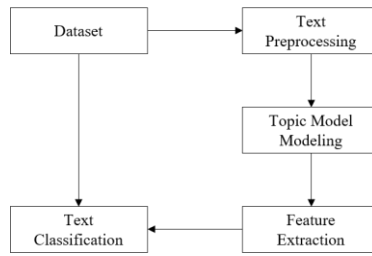 Dataset
Text
Preprocessing
Topic Model
Modeling
Text
Classification
Feature
Extraction